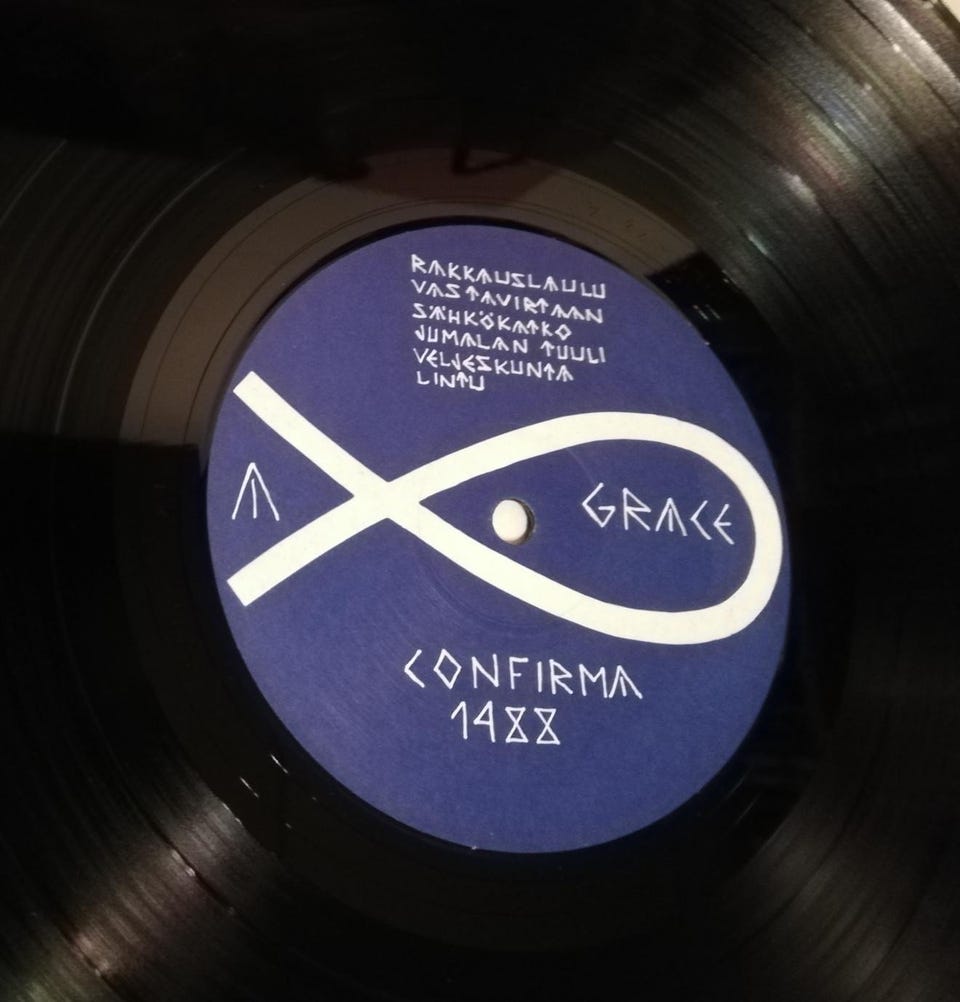 RAKKAUSLAULU
VASTAVIRTAAN
SÄHKÖKATKO
JUMALAN TUULI
VELJESKUNTA
LINTU
A
GRACE
CONFIRMA
1488